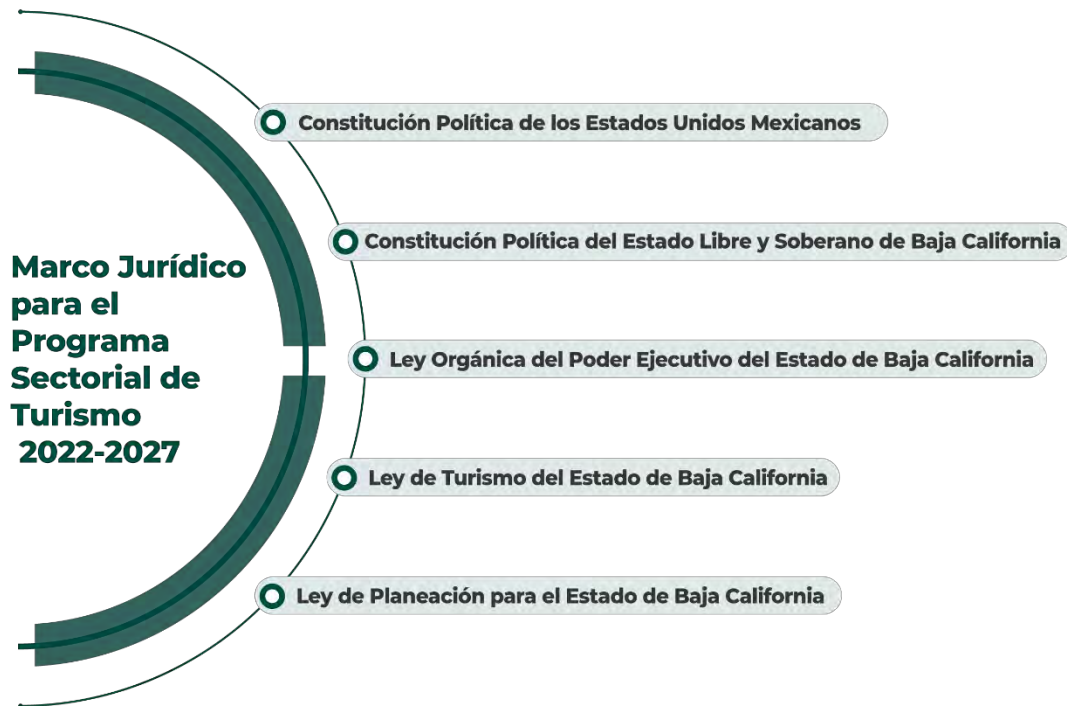 Marco Jurídico
para el
Programa
Sectorial de
Turismo
2022-2027
Constitución Política de los Estados Unidos Mexicanos
Constitución Política del Estado Libre y Soberano de Baja California
Ley Orgánica del Poder Ejecutivo del Estado de Baja California
Ley de Turismo del Estado de Baja California
Ley de Planeación para el Estado de Baja California